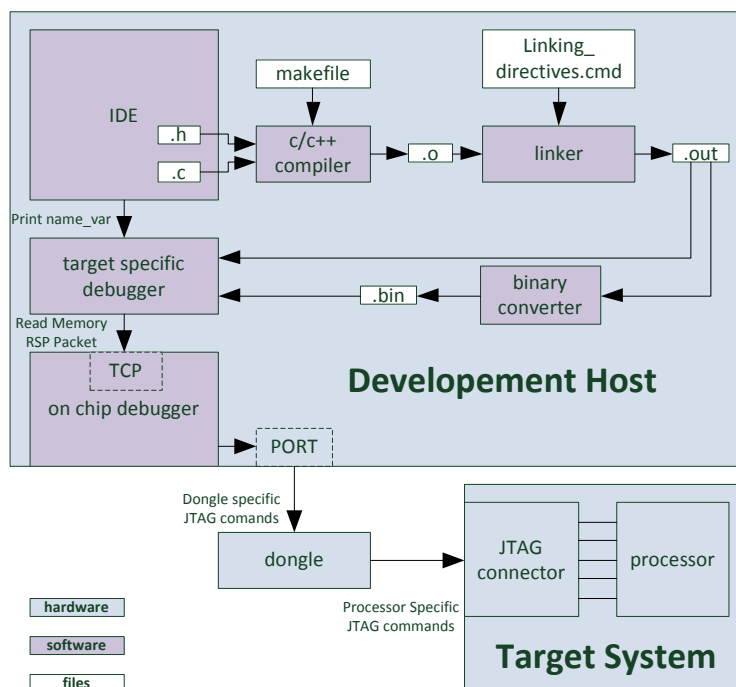 IDE
.h
.c
makefile
c/c++
compiler
.o
Linking_
directives.cmd
linker
.out
Print name_var
target specific
debugger
.bin
binary
converter
Read Memory
RSP Packet
TCP
on chip debugger
Developement Host
PORT
Dongle specific
JTAG comands
dongle
JTAG
connector
processor
Processor Specific
JTAG commands
Target System
hardware
software
files